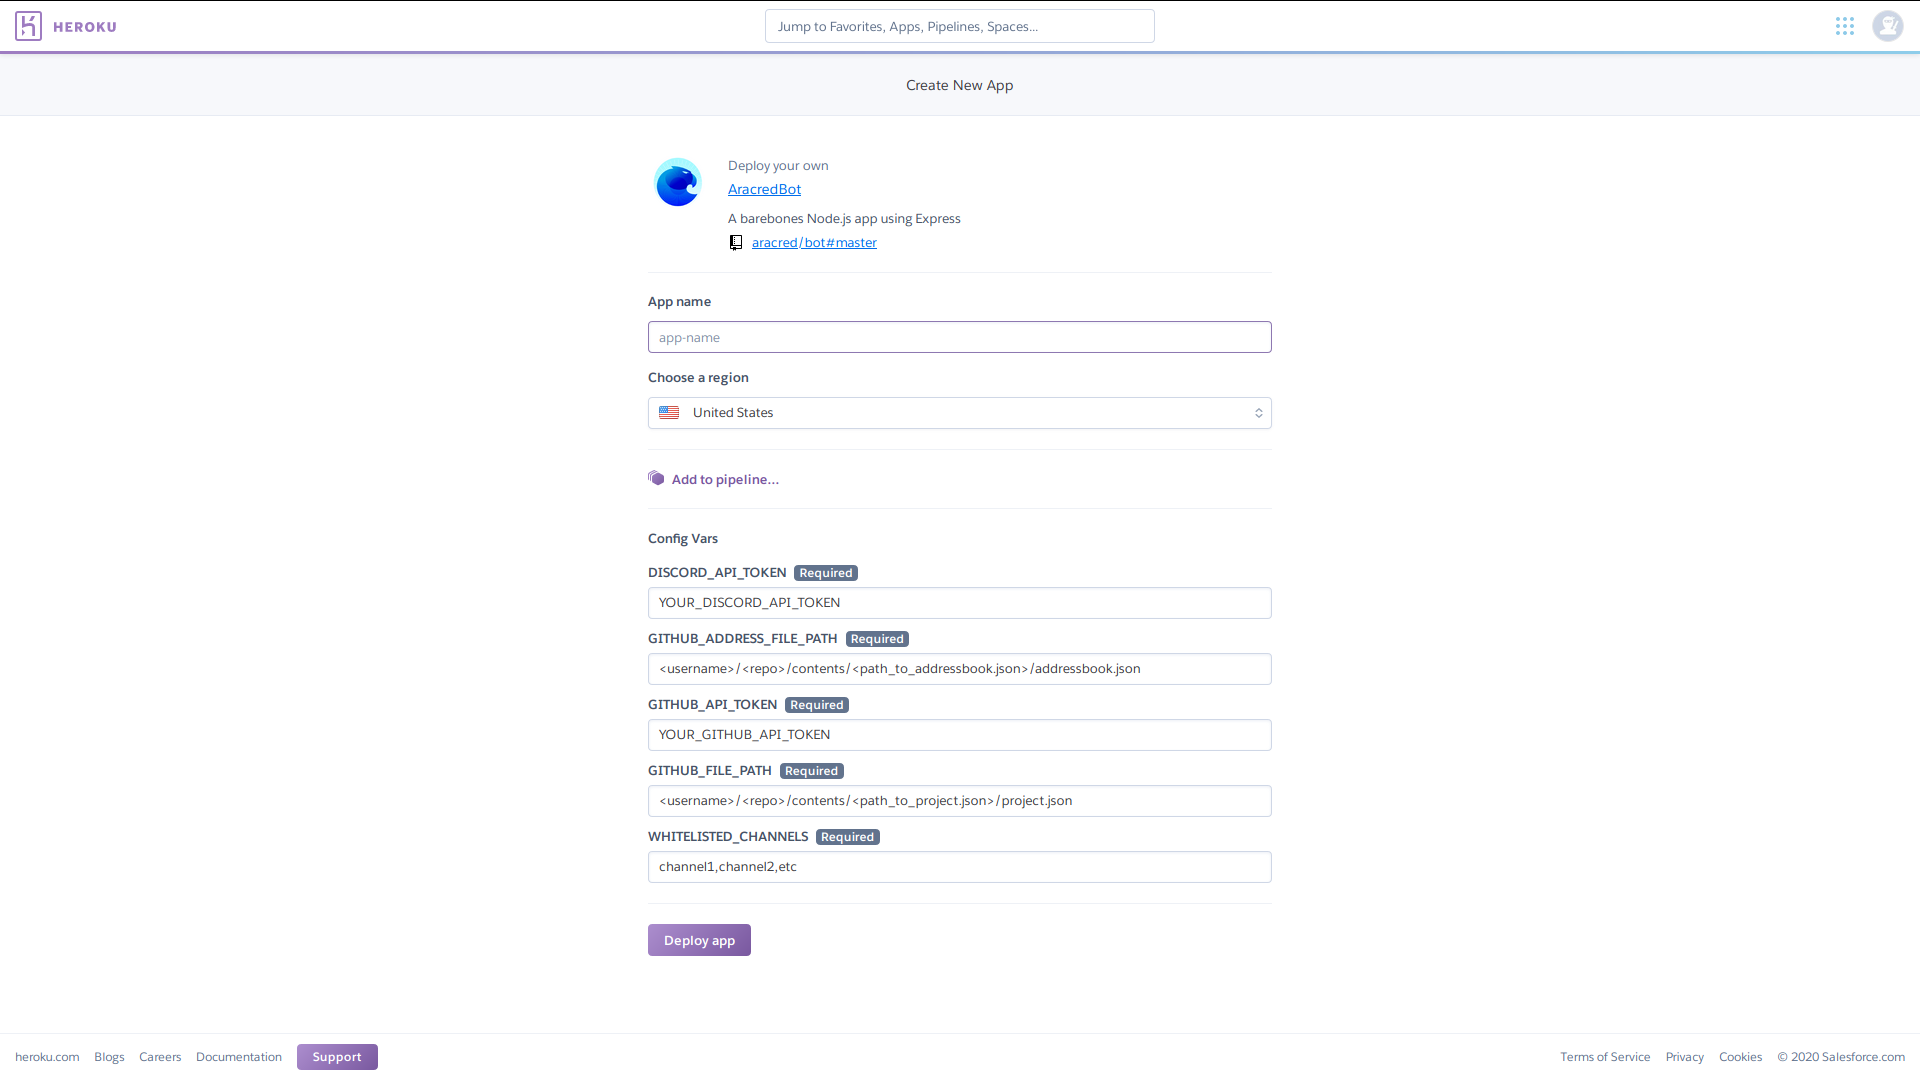 HEROKU
Jump to Favorites, Apps, Pipelines, Spaces...
Create New App
Deploy your own
AracredBot
A barebones Node.js app using Express
aracred/bot#master
App name
app-name
Choose a region
United States
Add to pipeline...
Config Vars
DISCORD_API_TOKEN Required
YOUR_DISCORD_API_TOKEN
GITHUB_ADDRESS_FILE_PATH Required
<username>/<repo>/contents/<path_to_addressbook.json>/addressbook.json
GITHUB_API_TOKEN Required
YOUR_GITHUB_API_TOKEN
GITHUB_FILE_PATH Required
<username>/<repo>/contents/<path_to_project.json>/project.json
WHITELISTED_CHANNELS Required
channel1,channel2,etc
Deploy app
heroku.com Blogs Careers Documentation Support Terms of Service Privacy Cookies © 2020 Salesforce.com